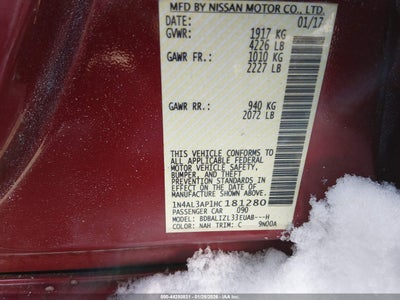 MFD BY NISSAN MOTOR CO., LTD.
DATE: 01/17
GVWR: 1917 KG
4226 LB
GAWR FR: 1010 KG
2227 LB
GAWR RR: 940 KG
2072 LB
THIS VEHICLE CONFORMS TO
ALL APPLICABLE FEDERAL
MOTOR VEHICLE SAFETY,
BUMPER, AND THEFT
PREVENTION STANDARDS IN
EFFECT ON THE DATE OF
MANUFACTURE SHOWN ABOVE.
1N4AL3AP1HC181280
PASSENGER CAR 090
MODEL: BDBALIZL33EUAB---H
COLOR: NAH TRIM: C 9N00A